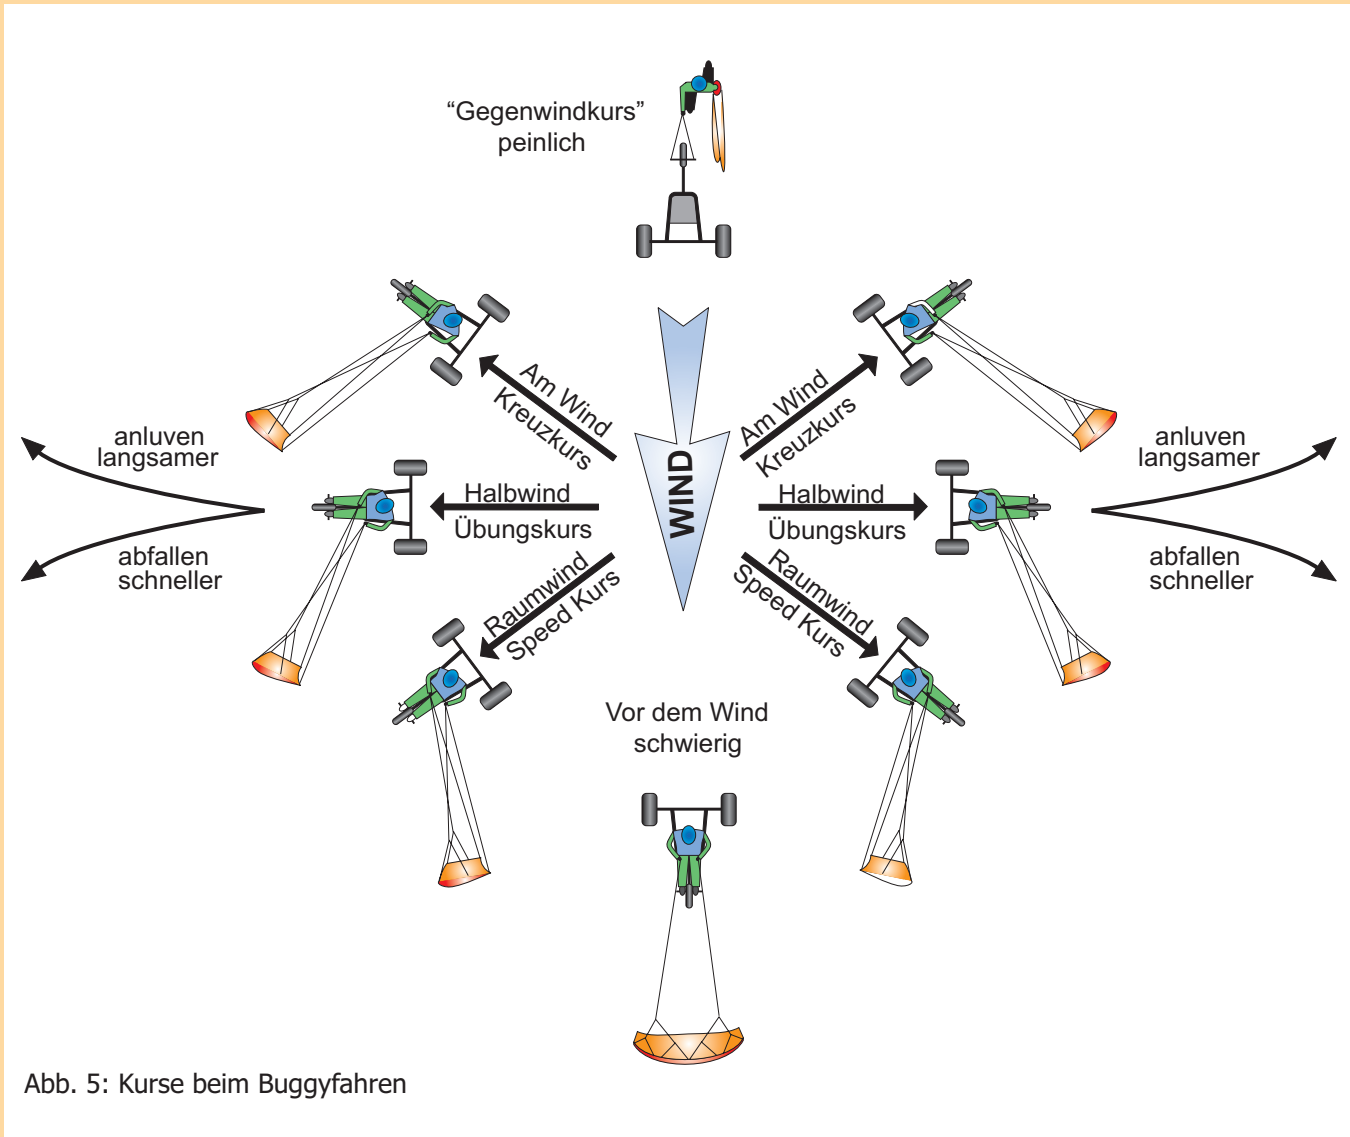 “Gegenwindkurs”
peinlich
Am Wind
Kreuzkurs
Am Wind
Kreuzkurs
anluven
langsamer
anluven
langsamer
WIND
Halbwind
Übungskurs
Halbwind
Übungskurs
abfallen
schneller
abfallen
schneller
Raumwind
Speed Kurs
Raumwind
Speed Kurs
Vor dem Wind
schwierig
Abb. 5: Kurse beim Buggyfahren